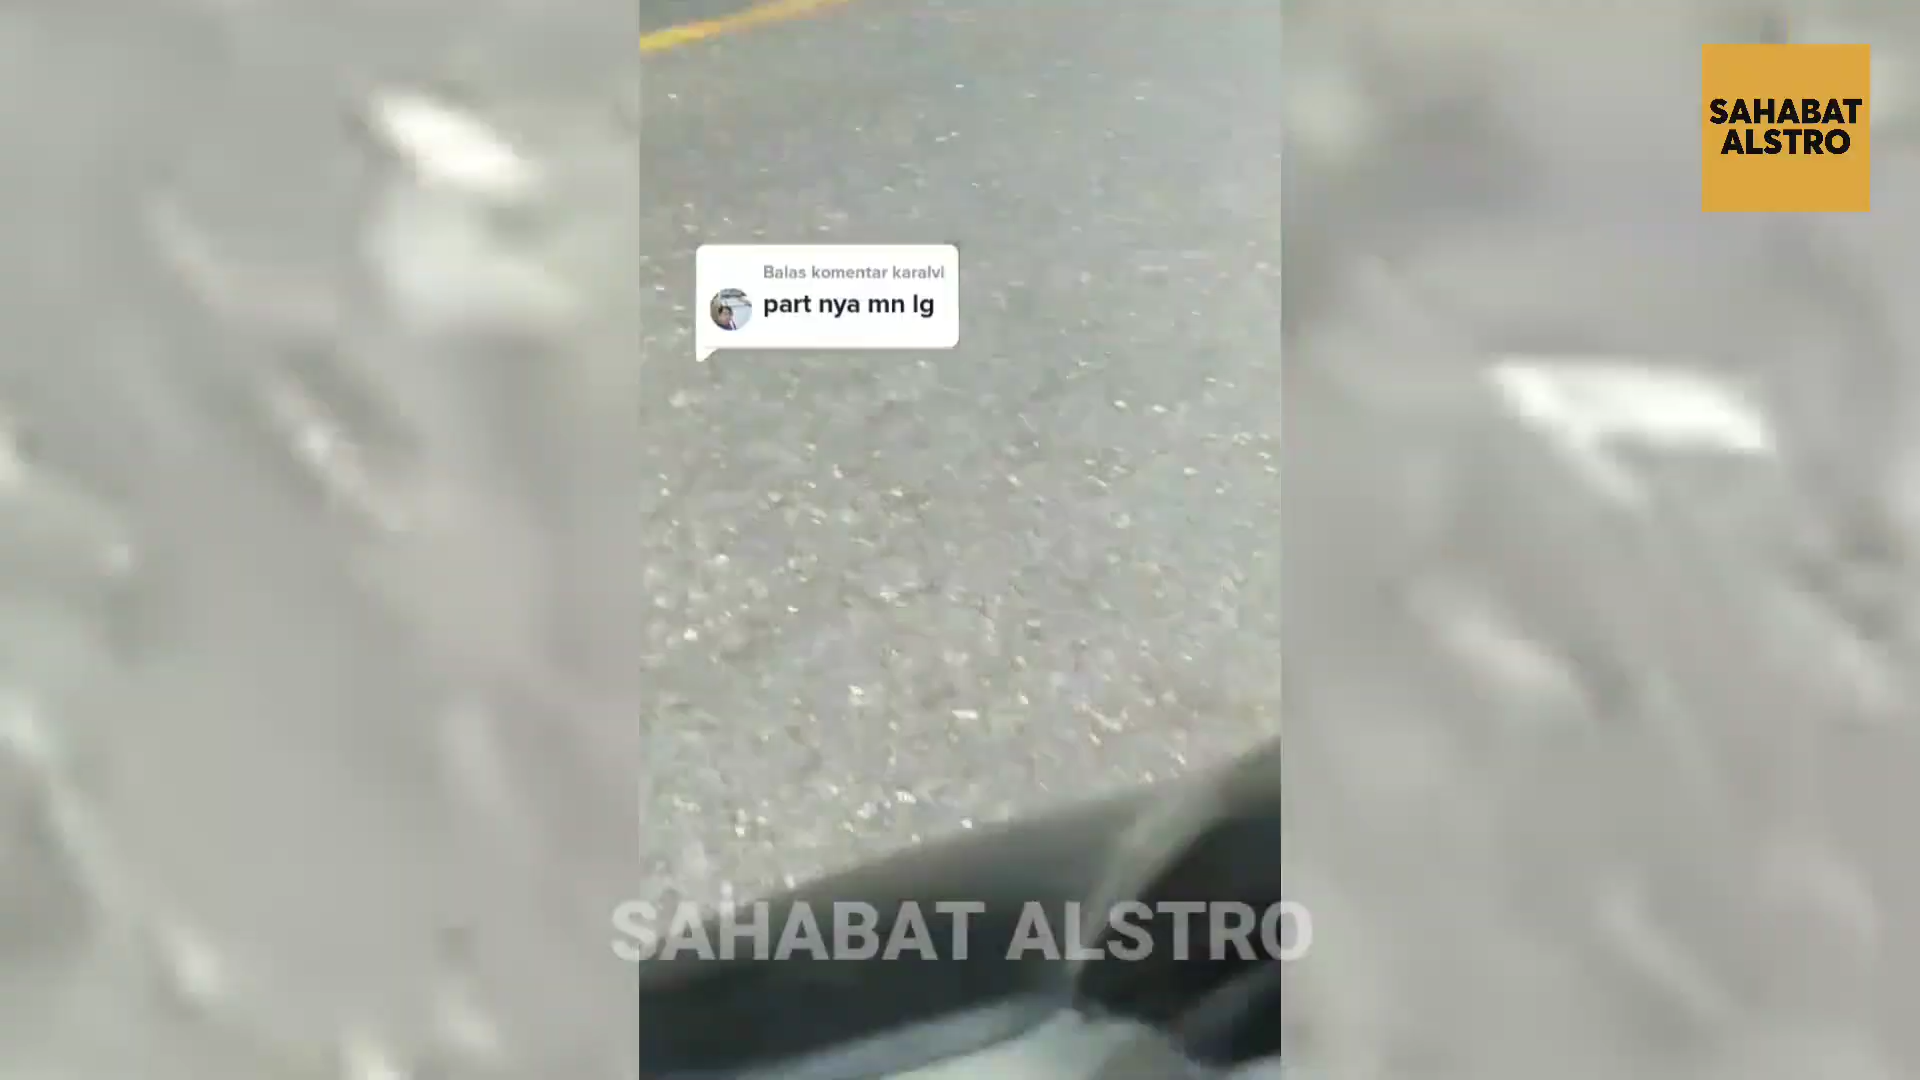 SAHABAT
ALSTRO
Balas komentar karalvl
part nya mn lg
SAHABAT ALSTRO